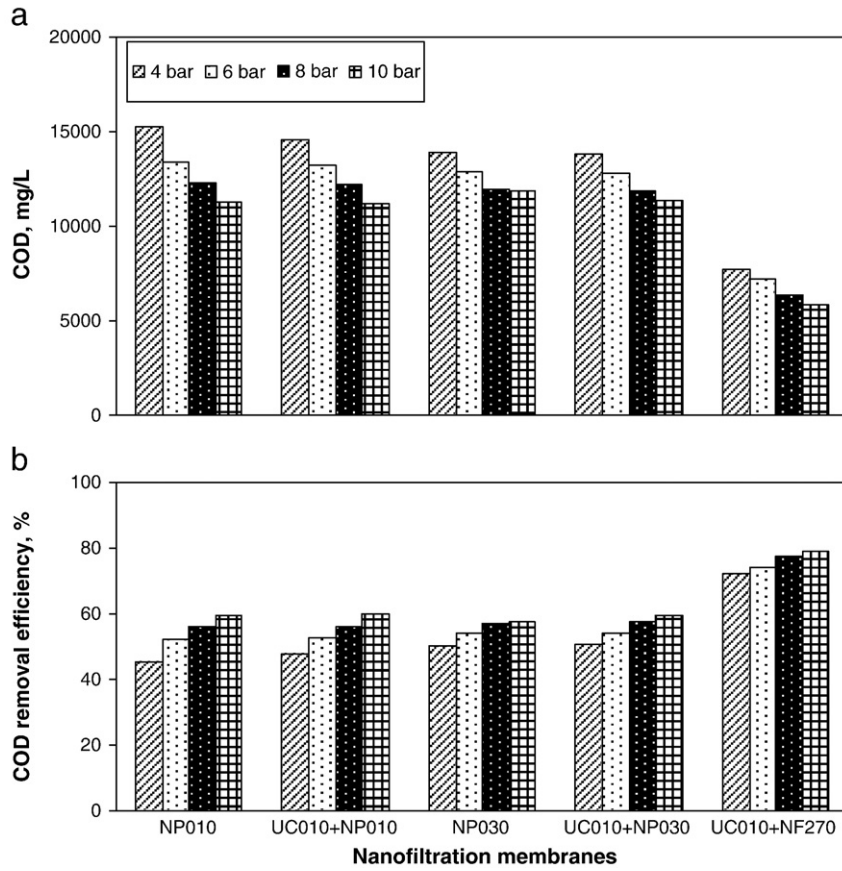 a
20000
4 bar 6 bar 8 bar 10 bar
15000
10000
5000
0
COD, mg/L
b
100
80
60
40
20
0
COD removal efficiency, %
NP010 UC010+NP010 NP030 UC010+NP030 UC010+NF270
Nanofiltration membranes